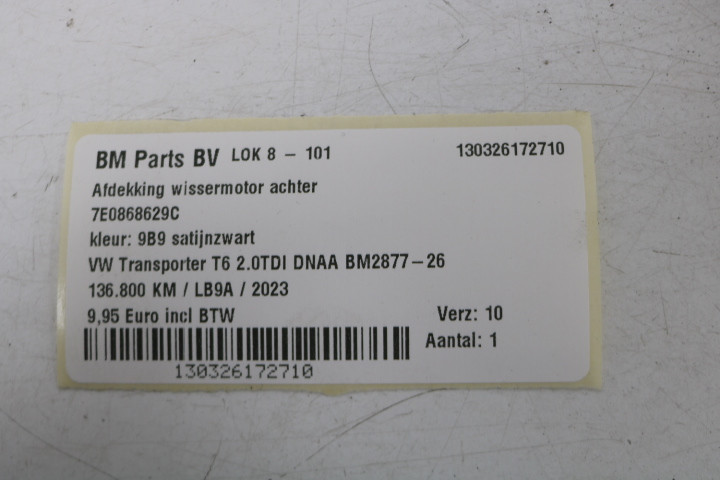 BM Parts BV LOK 8 - 101 130326172710
Afdekking wissermotor achter
7E0868629C
kleur: 9B9 satijnzwart
VW Transporter T6 2.0TDI DNAA BM2877-26
136.800 KM / LB9A / 2023
9,95 Euro incl BTW Verz: 10
Aantal: 1
130326172710